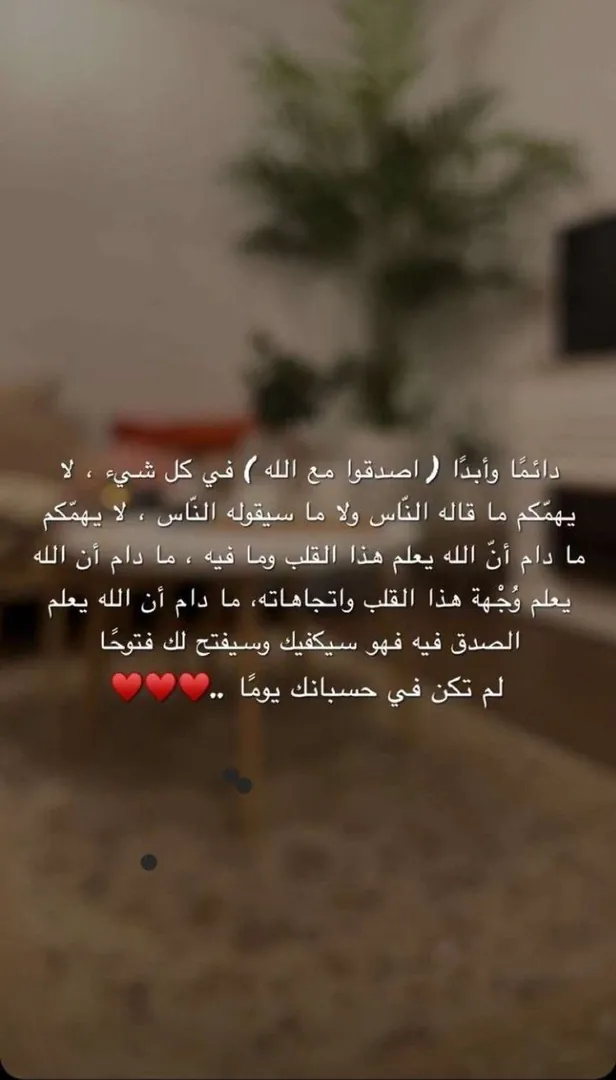 دائمًا وأبدًا ( اصدقوا مع الله ) في كل شيء ، لا
يهمّكم ما قاله النّاس ولا ما سيقوله النّاس ، لا يهمّكم
ما دام أنّ الله يعلم هذا القلب وما فيه ، ما دام أن الله
يعلم وُجْهة هذا القلب واتجاهاته، ما دام أن الله يعلم
الصدق فيه فهو سيكفيك وسيفتح لك فتوحًا
لم تكن في حسبانك يومًا ..♥️♥️♥️